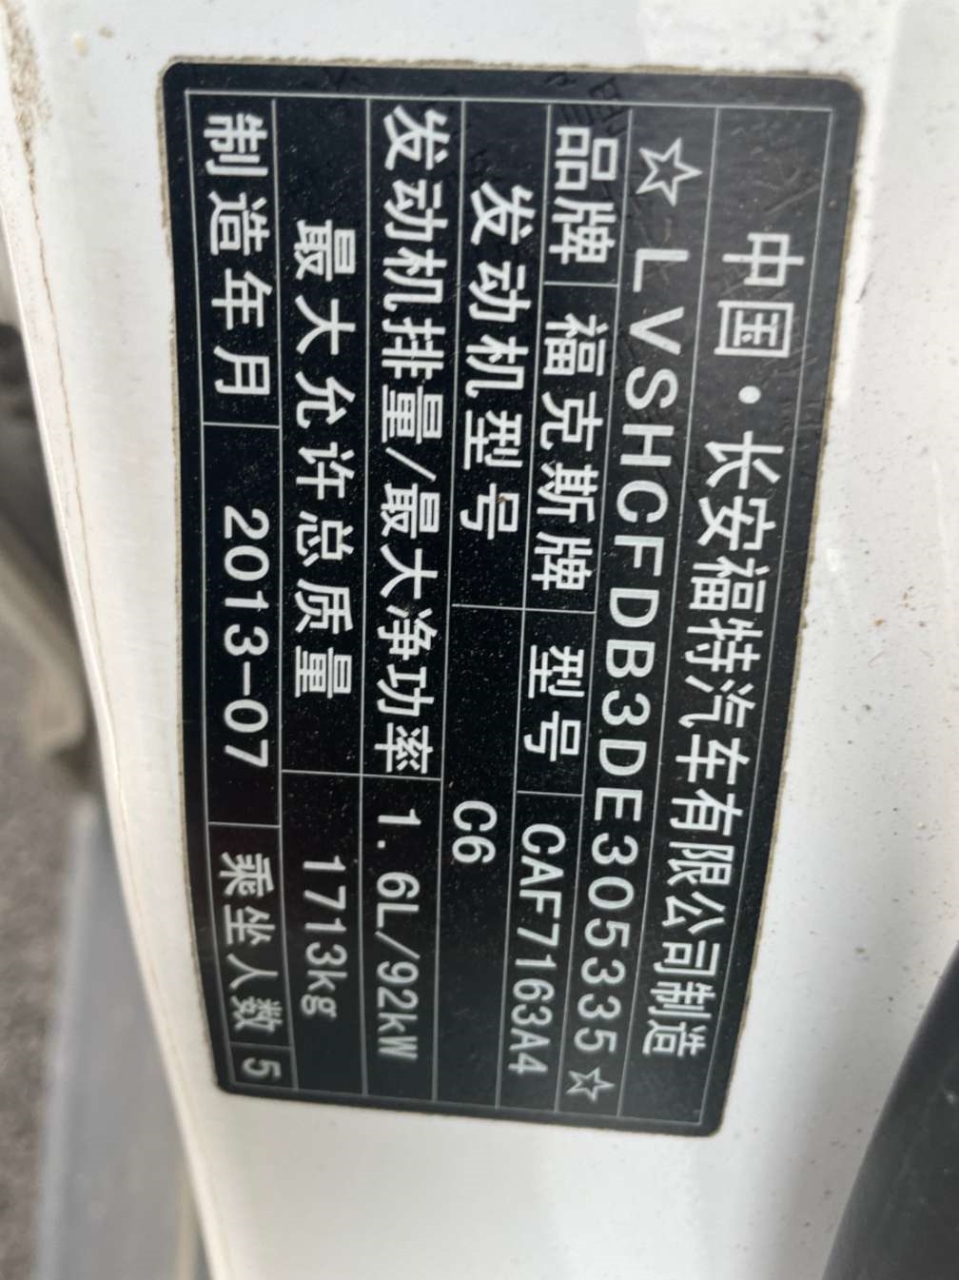 中国·长安福特汽车有限公司制造
☆LVSHCFDB3DE305335☆
品牌 福克斯牌 型号 CAF7163A4
发动机型号 C6
发动机排量/最大净功率 1.6L/92kW
最大允许总质量 1713kg
制造年月 2013-07 乘坐人数 5